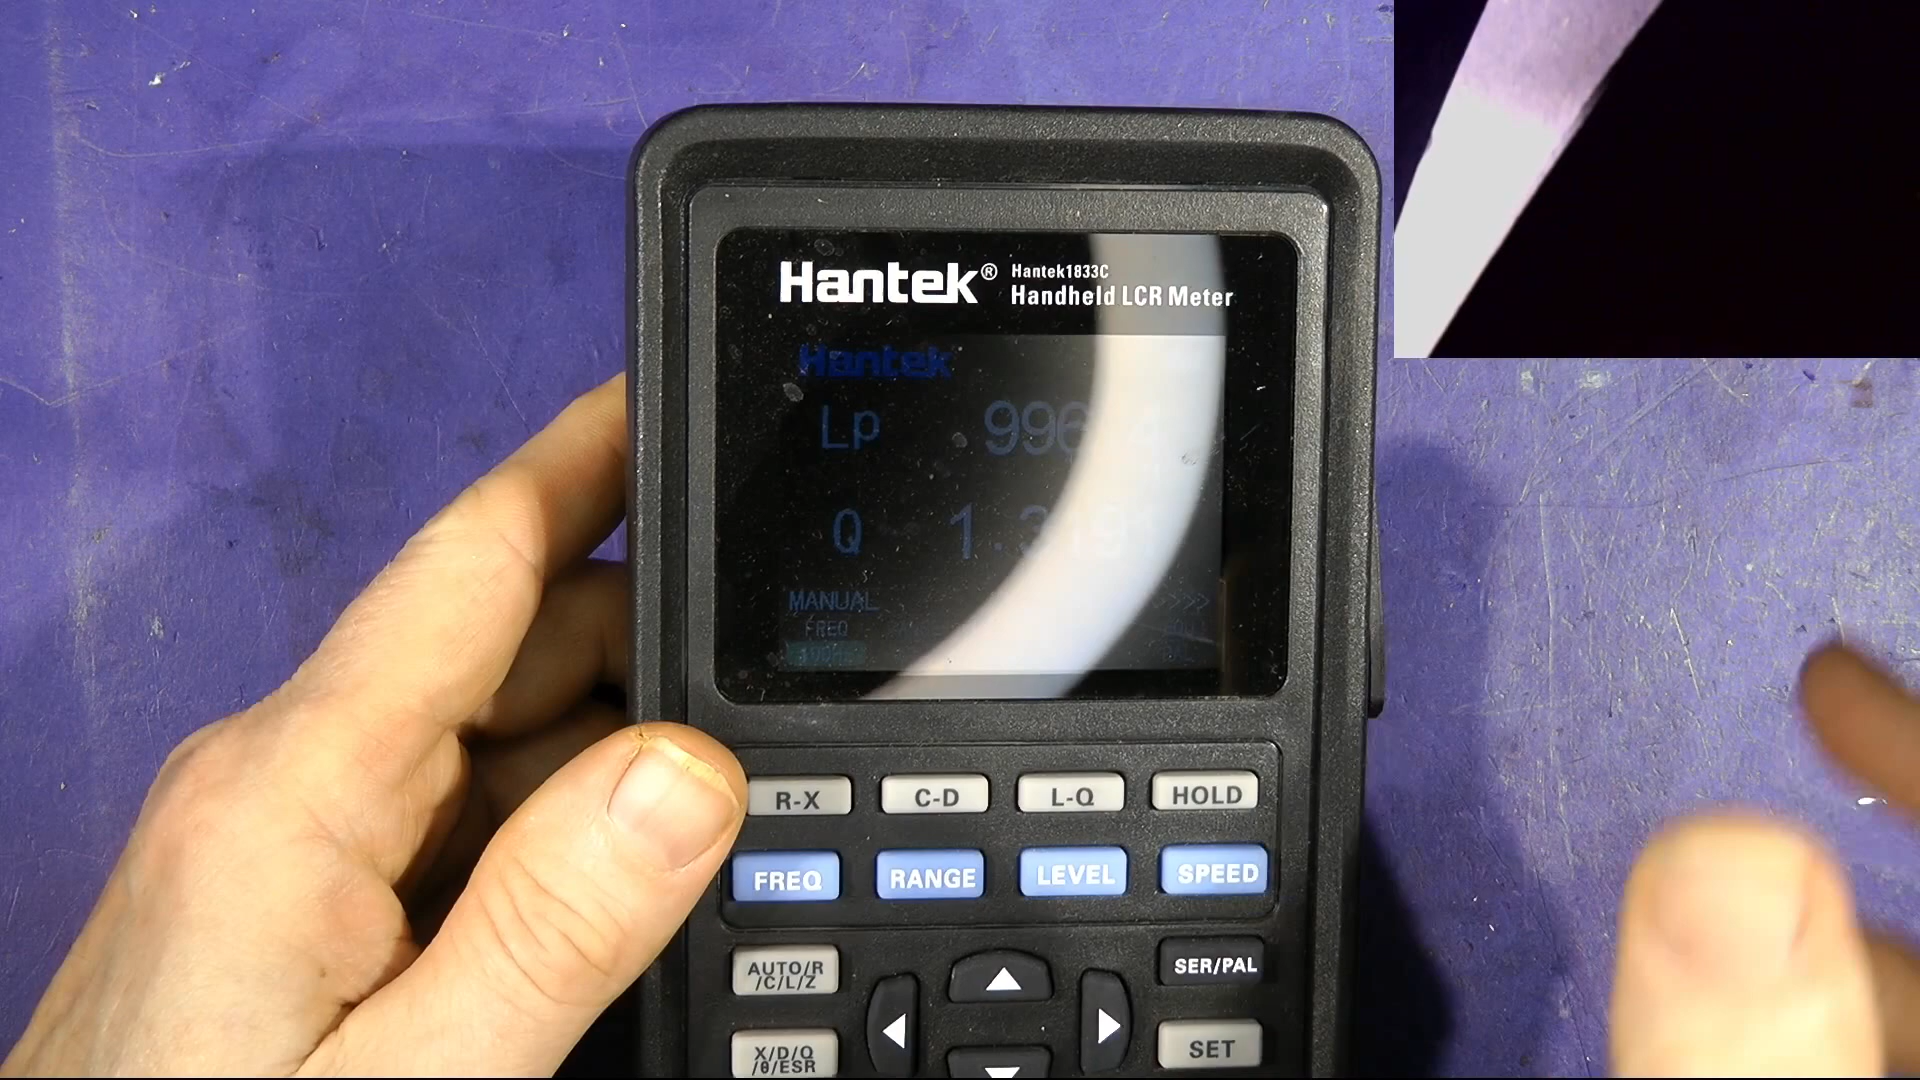 Hantek®
Hantek1833C
Handheld LCR Meter
Hantek
Lp
Q
MANUAL
>>>
FREQ
R-X
C-D
L-Q
HOLD
FREQ
RANGE
LEVEL
SPEED
AUTO/R
/C/L/Z
SER/PAL
X/D/Q
/θ/ESR
SET